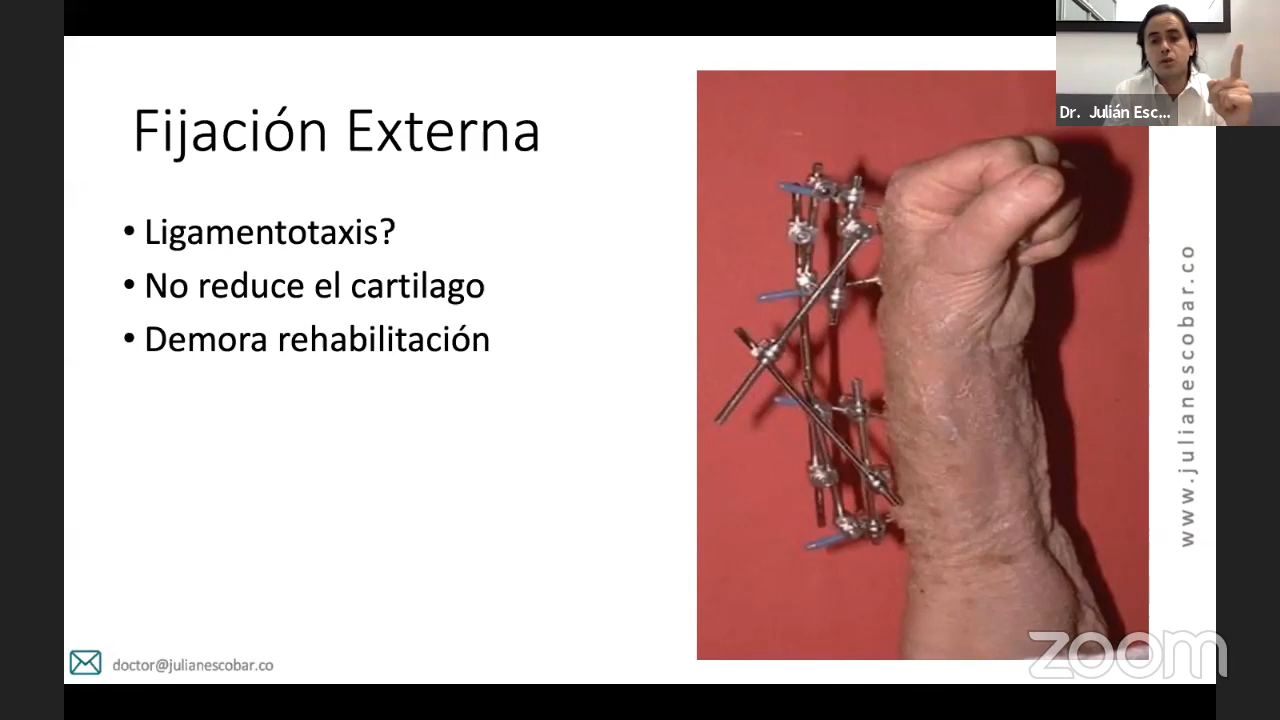 Dr. Julián Esc...
Fijación Externa
• Ligamentotaxis?
• No reduce el cartilago
• Demora rehabilitación
www.julianescobar.co
doctor@julianescobar.co
zoom